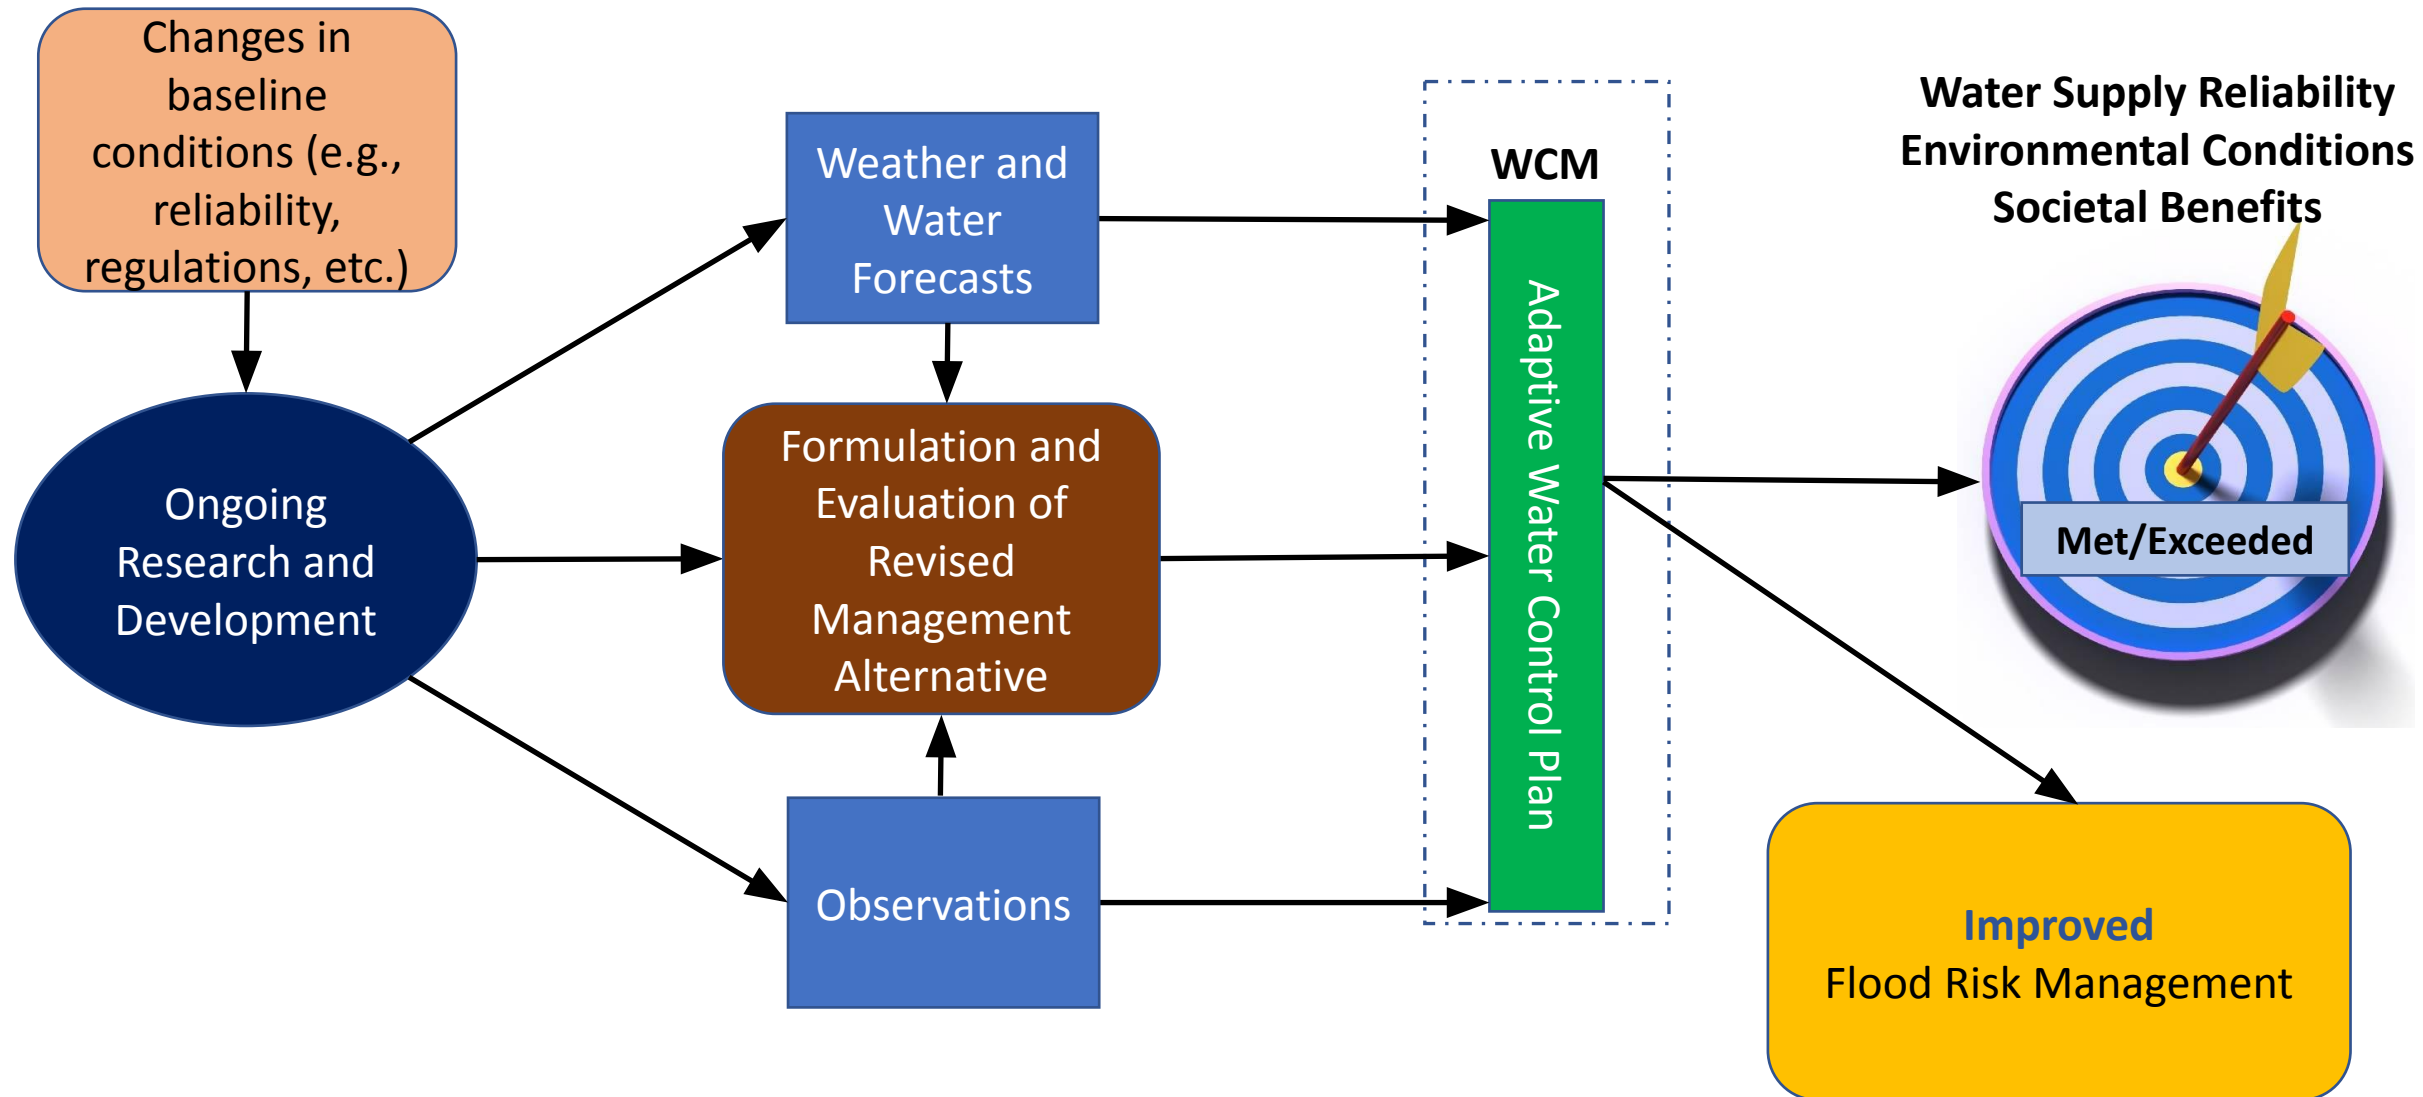 Changes in
baseline
conditions (e.g.,
reliability,
regulations, etc.)
Ongoing
Research and
Development
Weather and
Water
Forecasts
Formulation and
Evaluation of
Revised
Management
Alternative
Observations
WCM
Adaptive Water Control Plan
Water Supply Reliability
Environmental Conditions
Societal Benefits
Met/Exceeded
Improved
Flood Risk Management